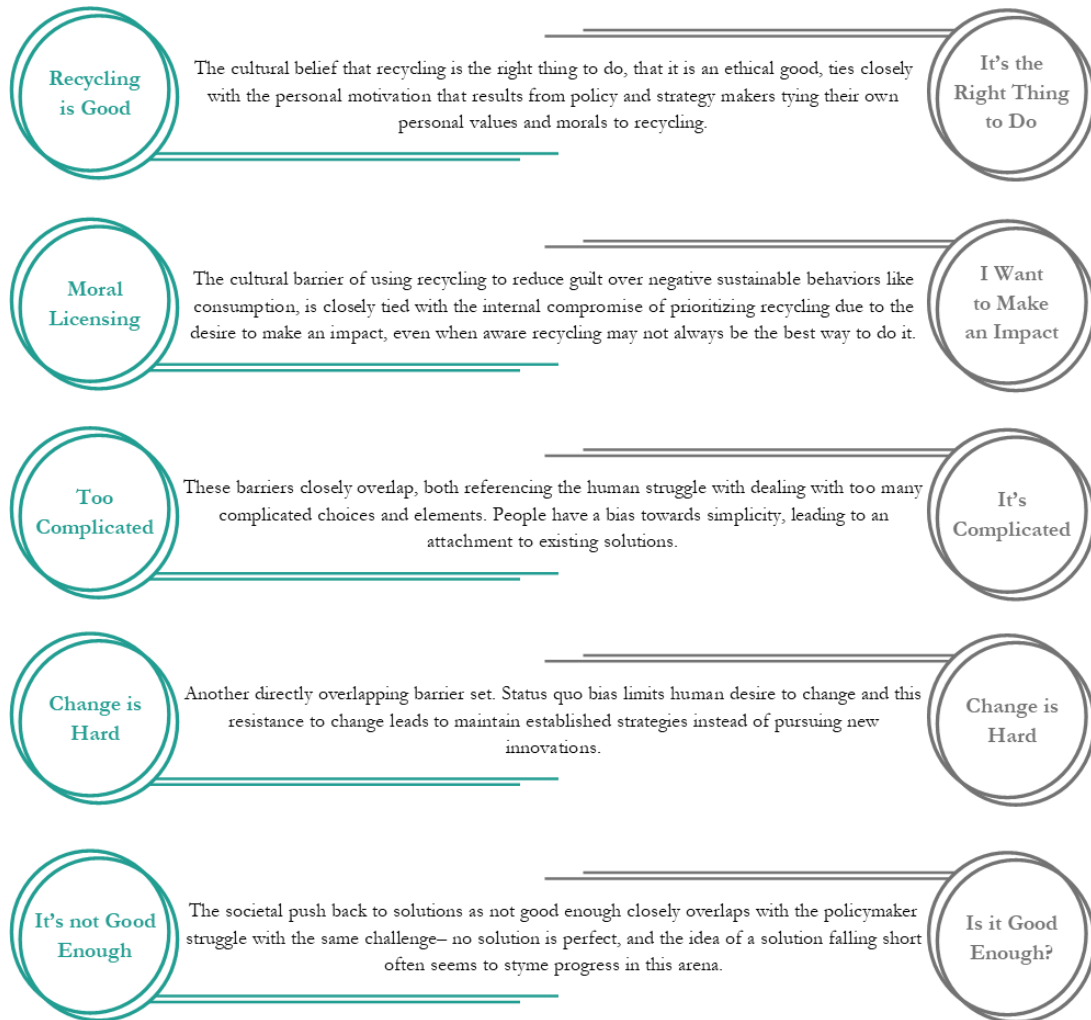 Recycling
is Good
The cultural belief that recycling is the right thing to do, that it is an ethical good, ties closely
with the personal motivation that results from policy and strategy makers tying their own
personal values and morals to recycling.
It's the
Right Thing
to Do
Moral
Licensing
The cultural barrier of using recycling to reduce guilt over negative sustainable behaviors like
consumption, is closely tied with the internal compromise of prioritizing recycling due to the
desire to make an impact, even when aware recycling may not always be the best way to do it.
I Want
to Make
an Impact
Too
Complicated
These barriers closely overlap, both referencing the human struggle with dealing with too many
complicated choices and elements. People have a bias towards simplicity, leading to an
attachment to existing solutions.
It's
Complicated
Change is
Hard
Another directly overlapping barrier set. Status quo bias limits human desire to change and this
resistance to change leads to maintain established strategies instead of pursuing new
innovations.
Change is
Hard
It's not Good
Enough
The societal push back to solutions as not good enough closely overlaps with the policymaker
struggle with the same challenge– no solution is perfect, and the idea of a solution falling short
often seems to styme progress in this arena.
Is it Good
Enough?